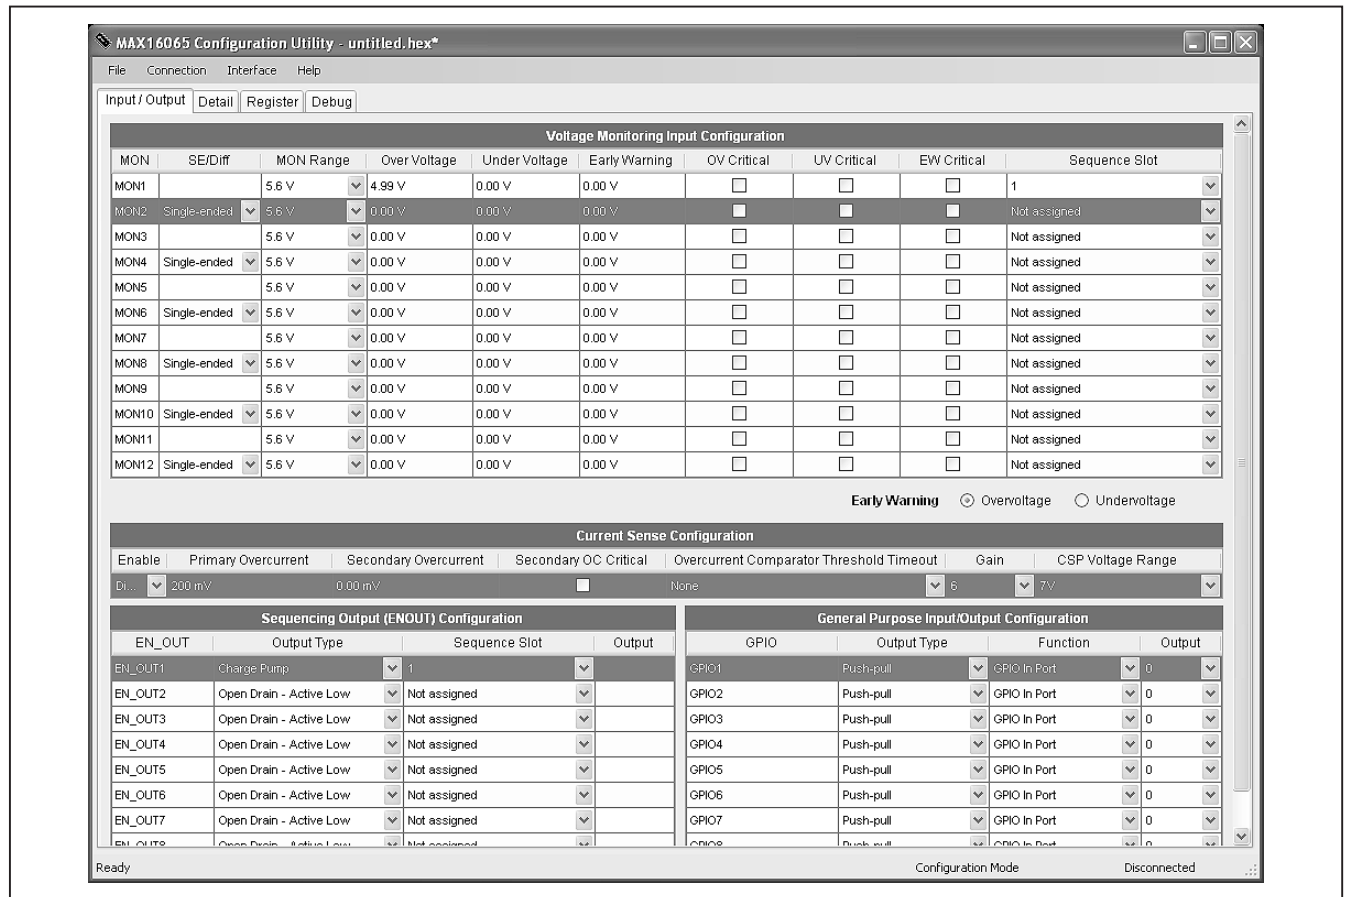 MAX16065 Configuration Utility - untitled.hex*
File Connection Interface Help
Input / Output Detail Register Debug
Voltage Monitoring Input Configuration
MON SE/Diff MON Range Over Voltage Under Voltage Early Warning OV Critical UV Critical EW Critical Sequence Slot
MON1 5.6 V 4.99 V 0.00 V 0.00 V 1
MON2 Single-ended 5.6 V 0.00 V 0.00 V 0.00 V Not assigned
MON3 5.6 V 0.00 V 0.00 V 0.00 V Not assigned
MON4 Single-ended 5.6 V 0.00 V 0.00 V 0.00 V Not assigned
MON5 5.6 V 0.00 V 0.00 V 0.00 V Not assigned
MON6 Single-ended 5.6 V 0.00 V 0.00 V 0.00 V Not assigned
MON7 5.6 V 0.00 V 0.00 V 0.00 V Not assigned
MON8 Single-ended 5.6 V 0.00 V 0.00 V 0.00 V Not assigned
MON9 5.6 V 0.00 V 0.00 V 0.00 V Not assigned
MON10 Single-ended 5.6 V 0.00 V 0.00 V 0.00 V Not assigned
MON11 5.6 V 0.00 V 0.00 V 0.00 V Not assigned
MON12 Single-ended 5.6 V 0.00 V 0.00 V 0.00 V Not assigned
Early Warning Overvoltage Undervoltage
Current Sense Configuration
Enable Primary Overcurrent Secondary Overcurrent Secondary OC Critical Overcurrent Comparator Threshold Timeout Gain CSP Voltage Range
Di... 200 mV 0.00 mV None 6 7V
Sequencing Output (ENOUT) Configuration
EN_OUT Output Type Sequence Slot Output
EN_OUT1 Charge Pump 1
EN_OUT2 Open Drain - Active Low Not assigned
EN_OUT3 Open Drain - Active Low Not assigned
EN_OUT4 Open Drain - Active Low Not assigned
EN_OUT5 Open Drain - Active Low Not assigned
EN_OUT6 Open Drain - Active Low Not assigned
EN_OUT7 Open Drain - Active Low Not assigned
General Purpose Input/Output Configuration
GPIO Output Type Function Output
GPIO1 Push-pull GPIO In Port 0
GPIO2 Push-pull GPIO In Port 0
GPIO3 Push-pull GPIO In Port 0
GPIO4 Push-pull GPIO In Port 0
GPIO5 Push-pull GPIO In Port 0
GPIO6 Push-pull GPIO In Port 0
GPIO7 Push-pull GPIO In Port 0
Ready Configuration Mode Disconnected